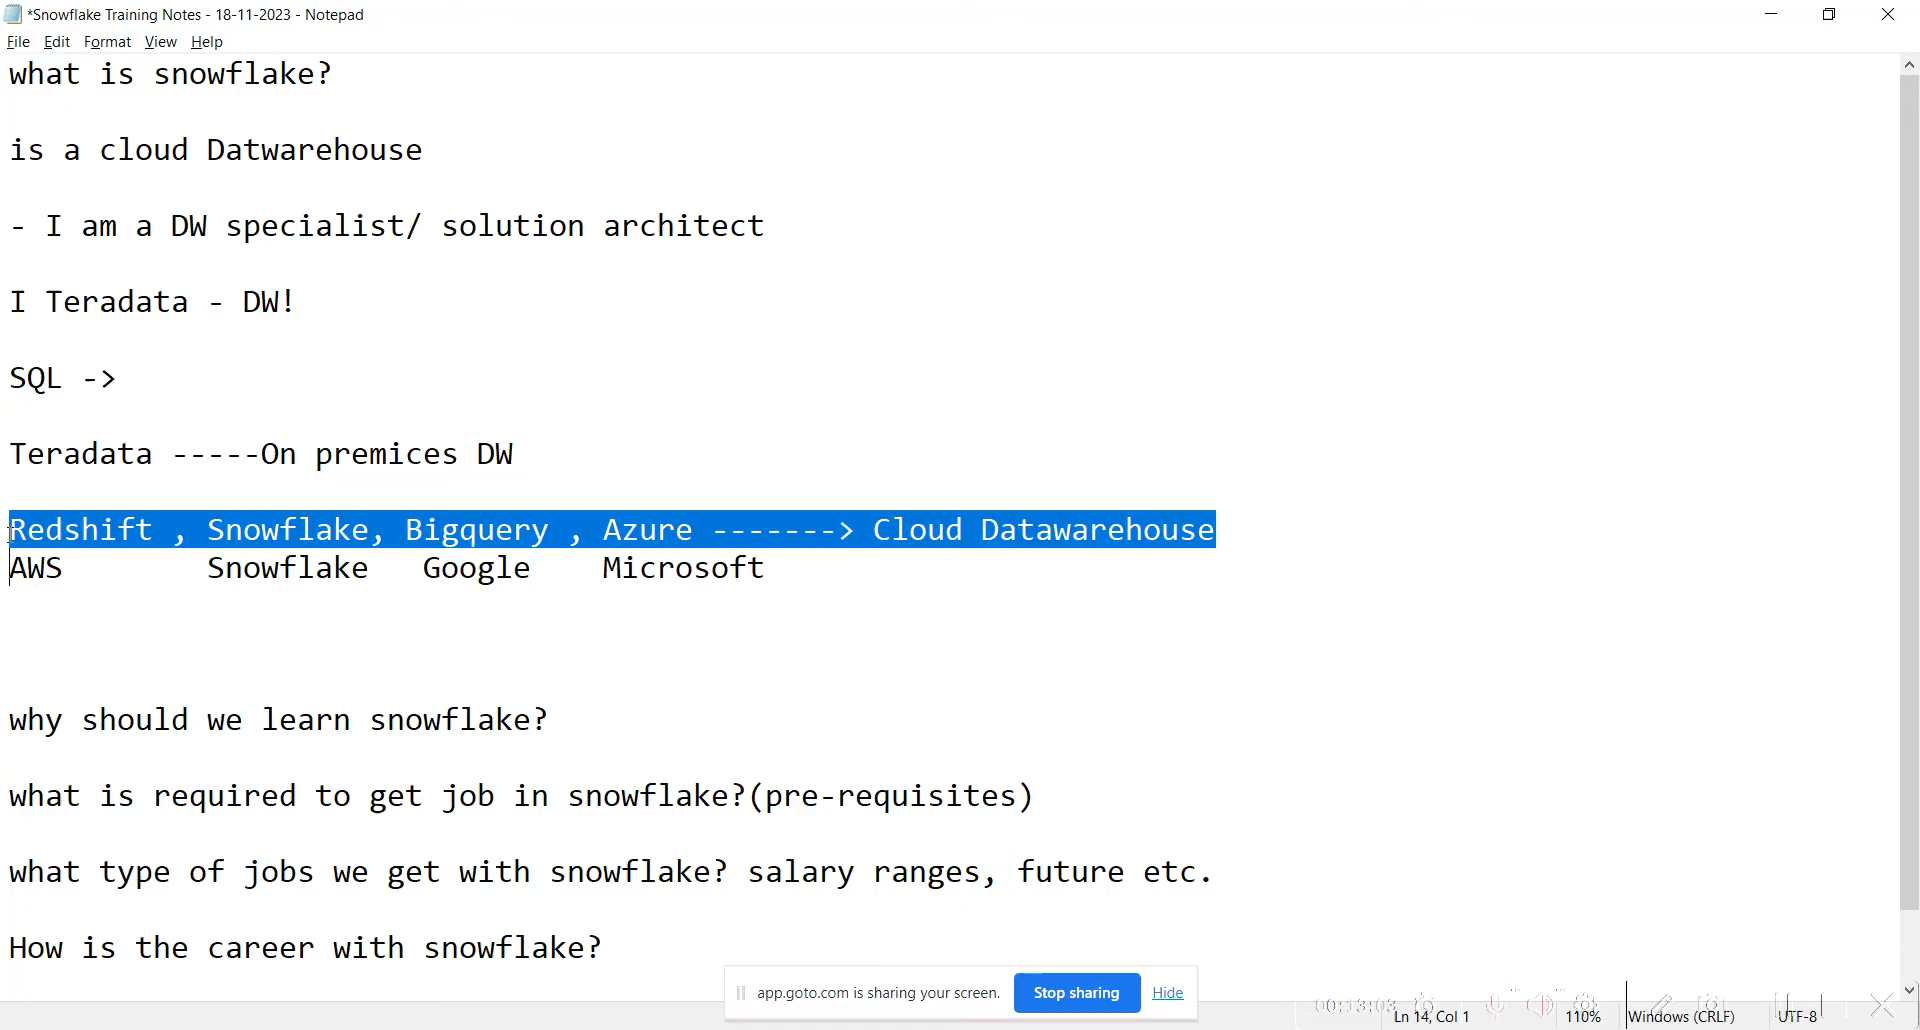 *Snowflake Training Notes - 18-11-2023 - Notepad
File Edit Format View Help
what is snowflake?
is a cloud Datwarehouse
- I am a DW specialist/ solution architect
I Teradata - DW!
SQL ->
Teradata -----On premices DW
Redshift , Snowflake, Bigquery , Azure -------> Cloud Datawarehouse
AWS Snowflake Google Microsoft
why should we learn snowflake?
what is required to get job in snowflake?(pre-requisites)
what type of jobs we get with snowflake? salary ranges, future etc.
How is the career with snowflake?
app.goto.com is sharing your screen. Stop sharing Hide
00:13:03
Ln 14, Col 1 110% Windows (CRLF) UTF-8